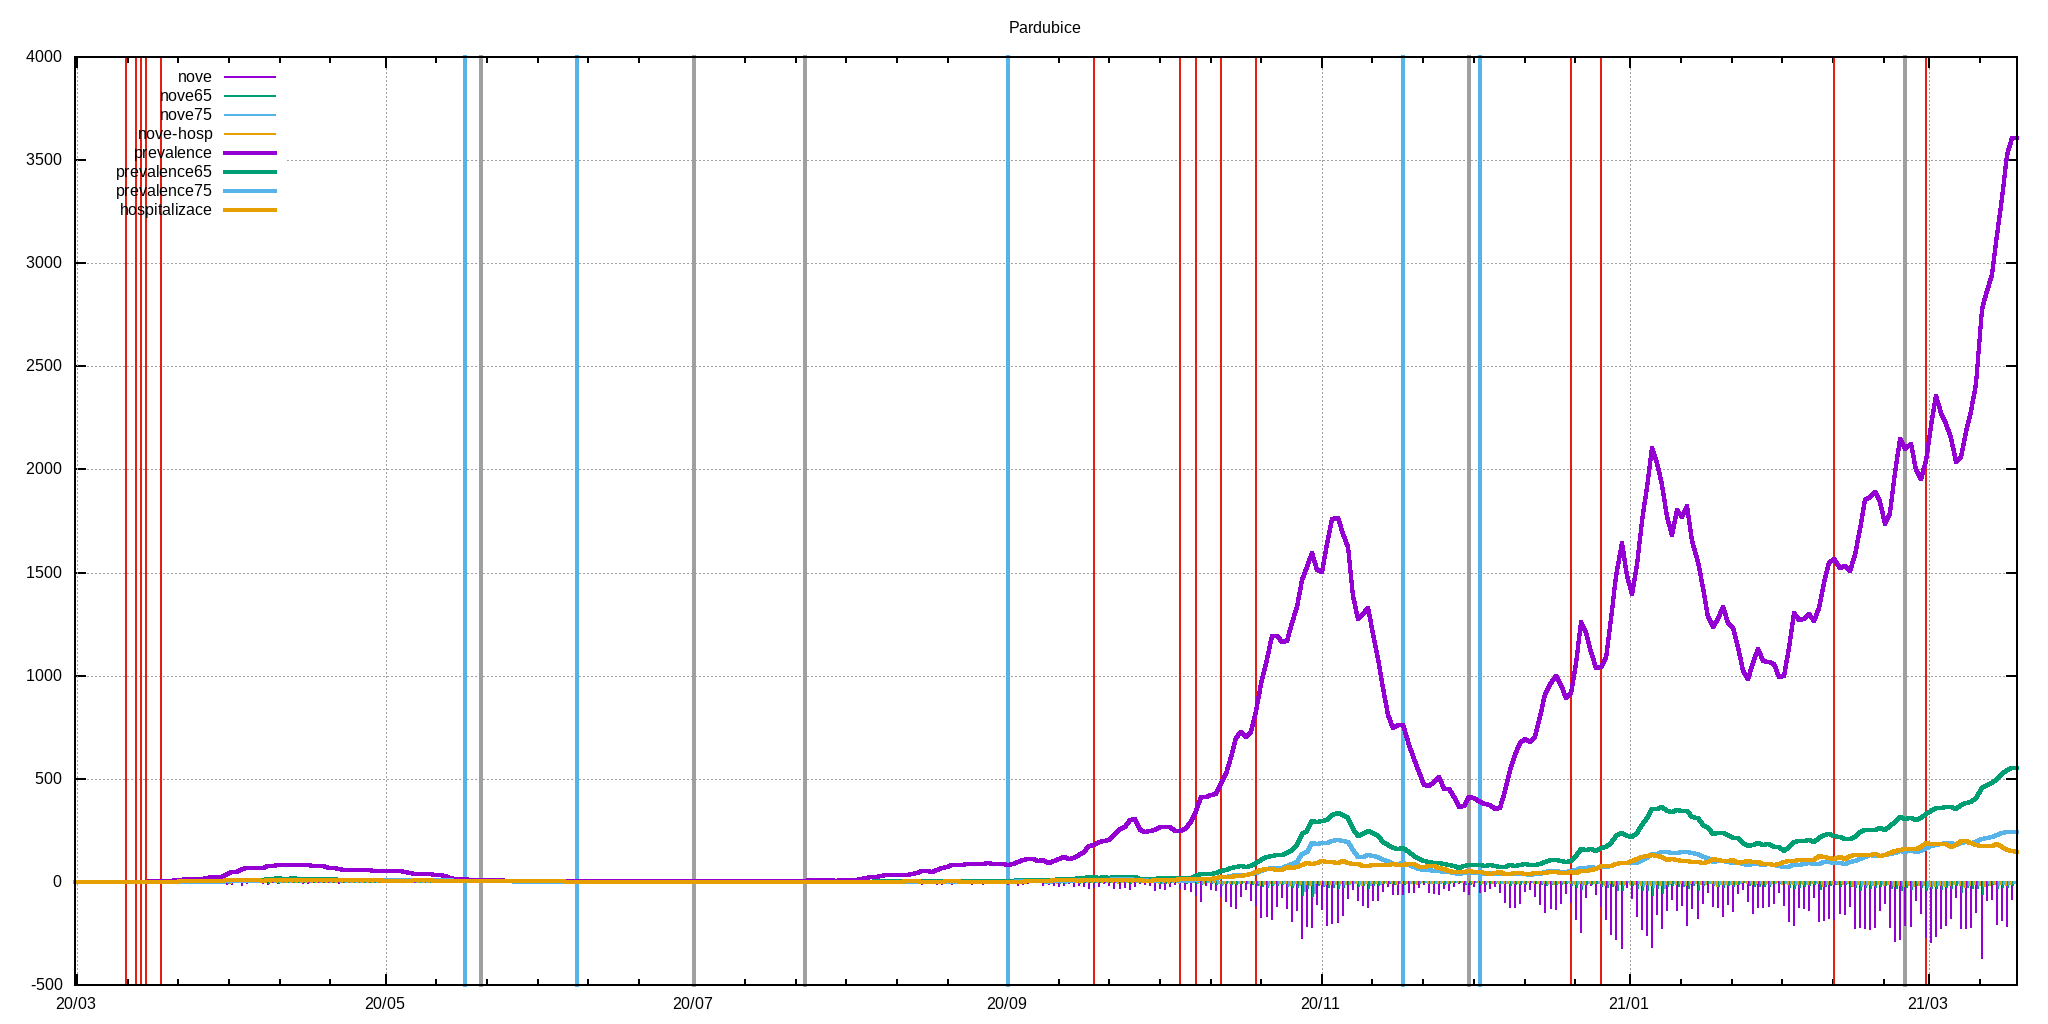 Pardubice
4000
3500
3000
2500
2000
1500
1000
500
0
-500
nove
nove65
nove75
nove-hosp
prevalence
prevalence65
prevalence75
hospitalizace
20/03 20/05 20/07 20/09 20/11 21/01 21/03